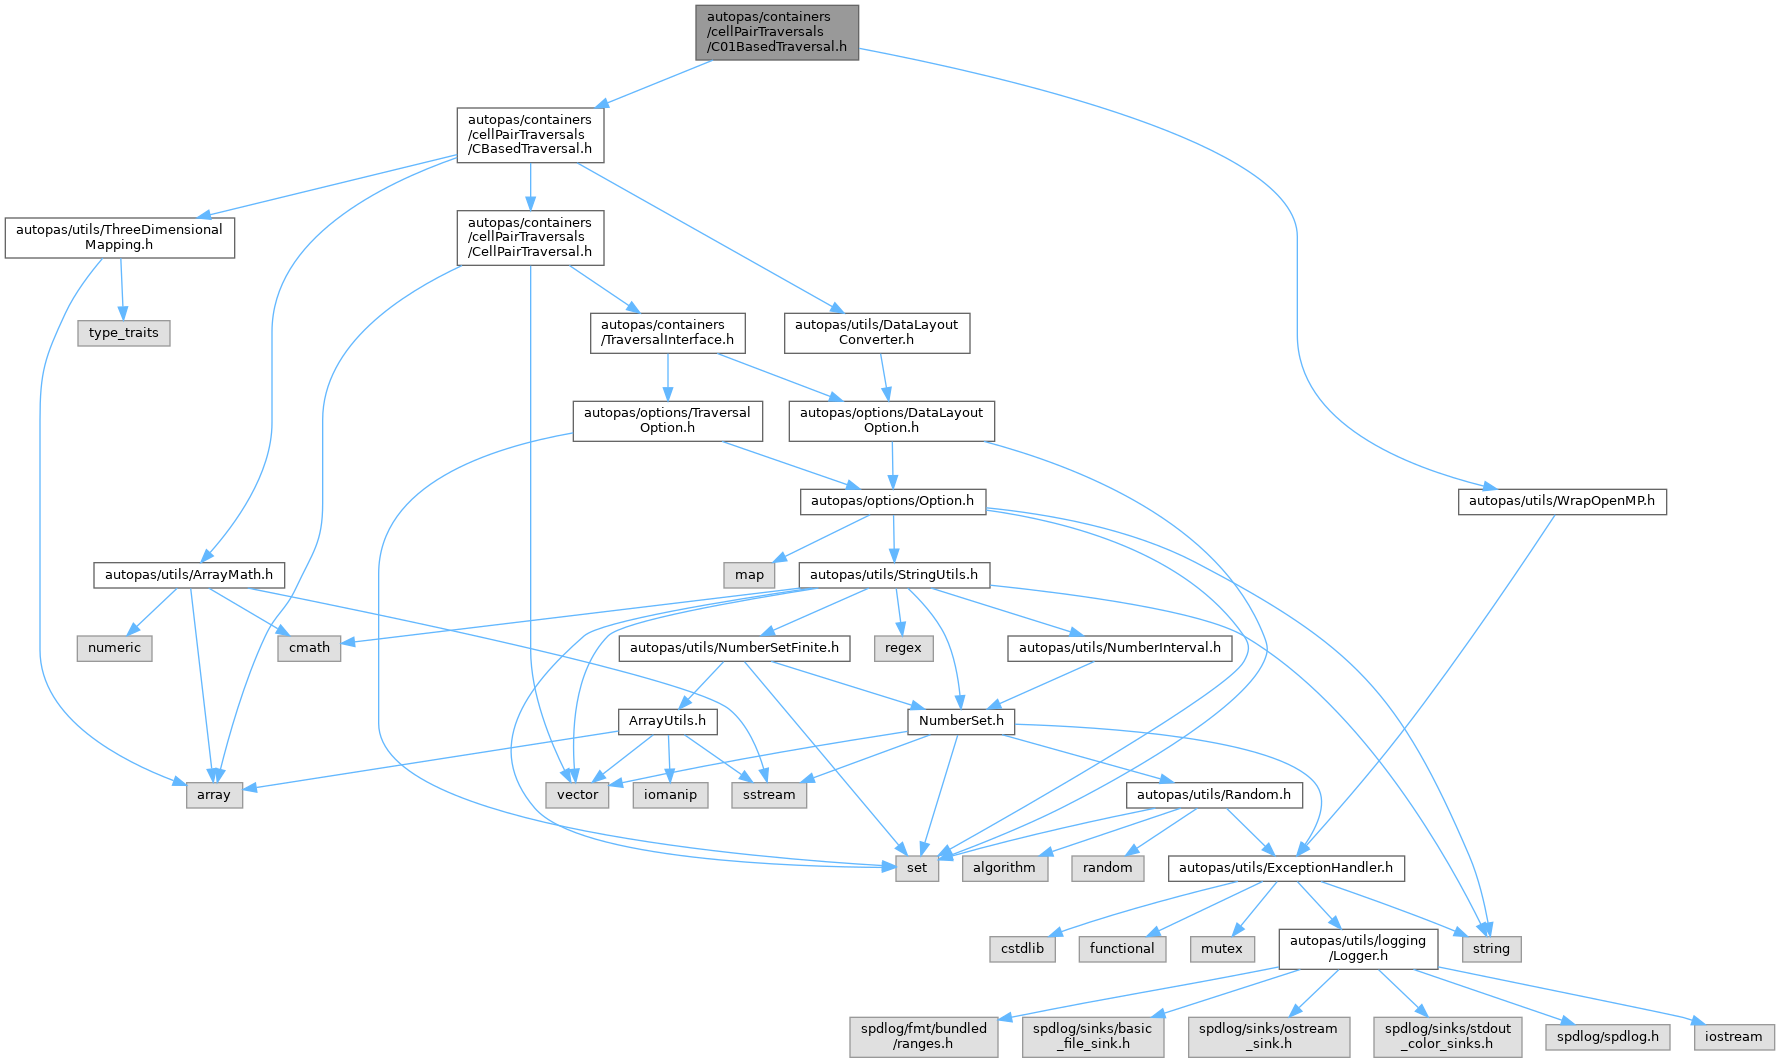 autopas/containers
/cellPairTraversals
/C01BasedTraversal.h
autopas/containers
/cellPairTraversals
/CBasedTraversal.h
autopas/utils/ThreeDimensional
Mapping.h
autopas/containers
/cellPairTraversals
/CellPairTraversal.h
type_traits
autopas/containers
/TraversalInterface.h
autopas/utils/DataLayout
Converter.h
autopas/options/Traversal
Option.h
autopas/options/DataLayout
Option.h
autopas/options/Option.h
autopas/utils/WrapOpenMP.h
autopas/utils/ArrayMath.h
map
autopas/utils/StringUtils.h
numeric
cmath
autopas/utils/NumberSetFinite.h
regex
autopas/utils/NumberInterval.h
ArrayUtils.h
NumberSet.h
array
vector
iomanip
sstream
autopas/utils/Random.h
set
algorithm
random
autopas/utils/ExceptionHandler.h
cstdlib
functional
mutex
autopas/utils/logging
/Logger.h
string
spdlog/fmt/bundled
/ranges.h
spdlog/sinks/basic
_file_sink.h
spdlog/sinks/ostream
_sink.h
spdlog/sinks/stdout
_color_sinks.h
spdlog/spdlog.h
iostream